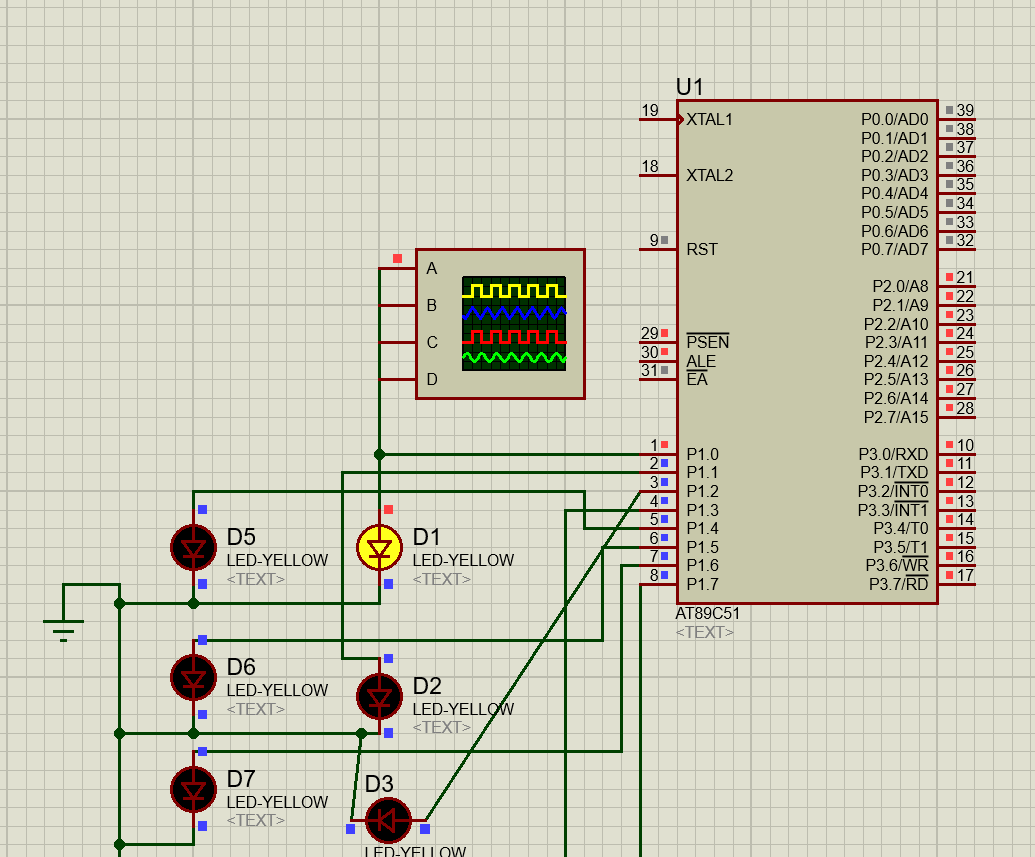 U1
19 XTAL1 P0.0/AD0 39
P0.1/AD1 38
P0.2/AD2 37
18 XTAL2 P0.3/AD3 36
P0.4/AD4 35
P0.5/AD5 34
P0.6/AD6 33
9 RST P0.7/AD7 32
A
P2.0/A8 21
B P2.1/A9 22
P2.2/A10 23
C 29 PSEN P2.3/A11 24
30 ALE P2.4/A12 25
D 31 EA P2.5/A13 26
P2.6/A14 27
P2.7/A15 28
1 P1.0 P3.0/RXD 10
2 P1.1 P3.1/TXD 11
3 P1.2 P3.2/INT0 12
4 P1.3 P3.3/INT1 13
5 P1.4 P3.4/T0 14
6 P1.5 P3.5/T1 15
7 P1.6 P3.6/WR 16
8 P1.7 P3.7/RD 17
AT89C51
<TEXT>
D5
LED-YELLOW
<TEXT>
D1
LED-YELLOW
<TEXT>
D6
LED-YELLOW
<TEXT>
D2
LED-YELLOW
<TEXT>
D7
LED-YELLOW
<TEXT>
D3
LED-YELLOW